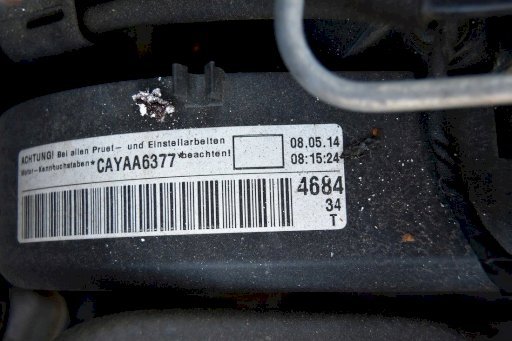 ACHTUNG! Bei allen Pruef- und Einstellarbeiten
Motor-Kennbuchstaben *CAYAA6377* beachten!
08.05.14
08:15:24
4684
34
T